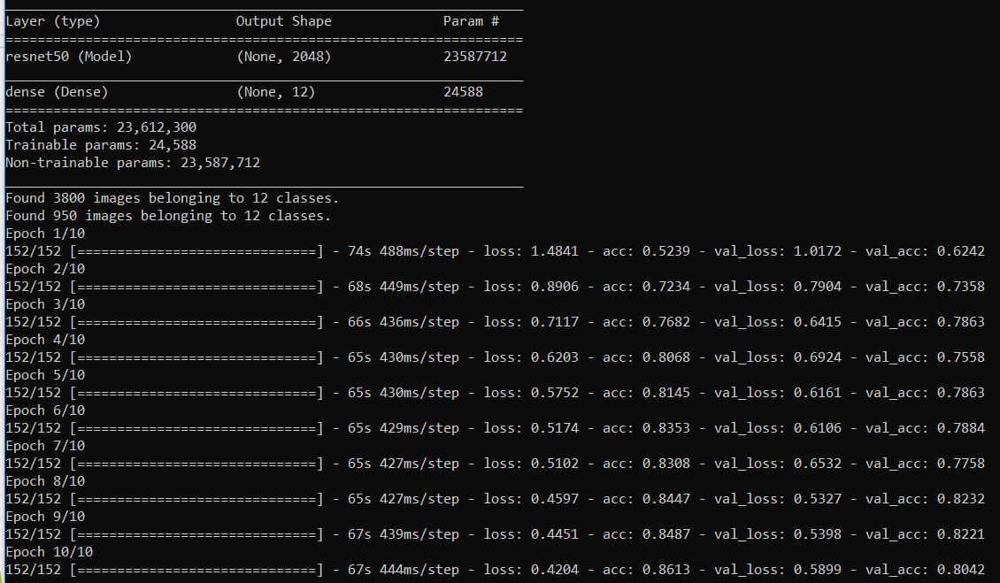 _________________________________________________________________
Layer (type)                 Output Shape              Param #
=================================================================
resnet50 (Model)             (None, 2048)              23587712
_________________________________________________________________
dense (Dense)                (None, 12)                24588
=================================================================
Total params: 23,612,300
Trainable params: 24,588
Non-trainable params: 23,587,712
_________________________________________________________________
Found 3800 images belonging to 12 classes.
Found 950 images belonging to 12 classes.
Epoch 1/10
152/152 [==============================] - 74s 488ms/step - loss: 1.4841 - acc: 0.5239 - val_loss: 1.0172 - val_acc: 0.6242
Epoch 2/10
152/152 [==============================] - 68s 449ms/step - loss: 0.8906 - acc: 0.7234 - val_loss: 0.7904 - val_acc: 0.7358
Epoch 3/10
152/152 [==============================] - 66s 436ms/step - loss: 0.7117 - acc: 0.7682 - val_loss: 0.6415 - val_acc: 0.7863
Epoch 4/10
152/152 [==============================] - 65s 430ms/step - loss: 0.6203 - acc: 0.8068 - val_loss: 0.6924 - val_acc: 0.7558
Epoch 5/10
152/152 [==============================] - 65s 430ms/step - loss: 0.5752 - acc: 0.8145 - val_loss: 0.6161 - val_acc: 0.7863
Epoch 6/10
152/152 [==============================] - 65s 429ms/step - loss: 0.5174 - acc: 0.8353 - val_loss: 0.6106 - val_acc: 0.7884
Epoch 7/10
152/152 [==============================] - 65s 427ms/step - loss: 0.5102 - acc: 0.8308 - val_loss: 0.6532 - val_acc: 0.7758
Epoch 8/10
152/152 [==============================] - 65s 427ms/step - loss: 0.4597 - acc: 0.8447 - val_loss: 0.5327 - val_acc: 0.8232
Epoch 9/10
152/152 [==============================] - 67s 439ms/step - loss: 0.4451 - acc: 0.8487 - val_loss: 0.5398 - val_acc: 0.8221
Epoch 10/10
152/152 [==============================] - 67s 444ms/step - loss: 0.4204 - acc: 0.8613 - val_loss: 0.5899 - val_acc: 0.8042